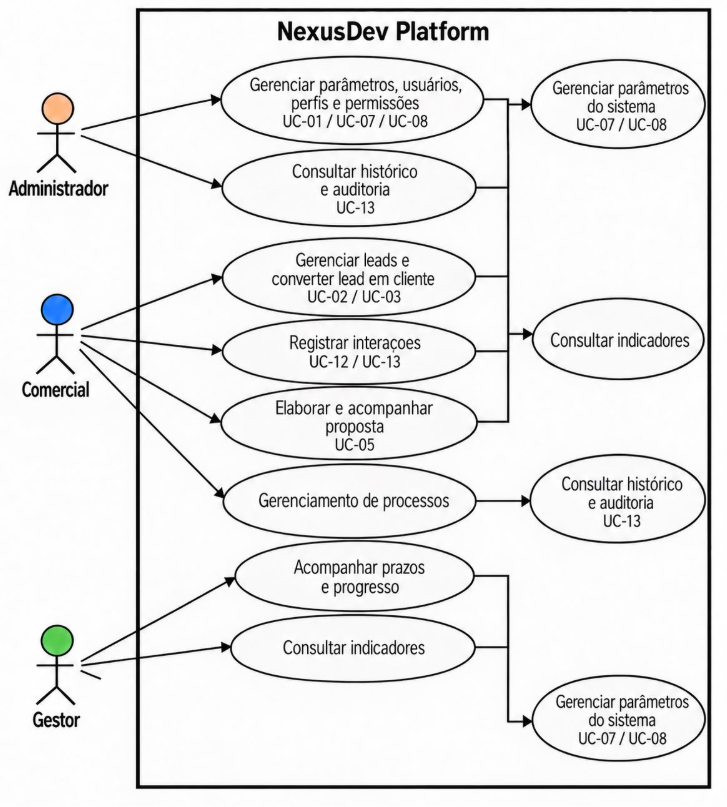 NexusDev Platform
Gerenciar parâmetros, usuários,
perfis e permissões
UC-01 / UC-07 / UC-08
Gerenciar parâmetros
do sistema
UC-07 / UC-08
Administrador
Consultar histórico
e auditoria
UC-13
Gerenciar leads e
converter lead em cliente
UC-02 / UC-03
Comercial
Registrar interaçoes
UC-12 / UC-13
Consultar indicadores
Elaborar e acompanhar
proposta
UC-05
Gerenciamento de processos
Consultar histórico
e auditoria
UC-13
Acompanhar prazos
e progresso
Consultar indicadores
Gestor
Gerenciar parâmetros
do sistema
UC-07 / UC-08